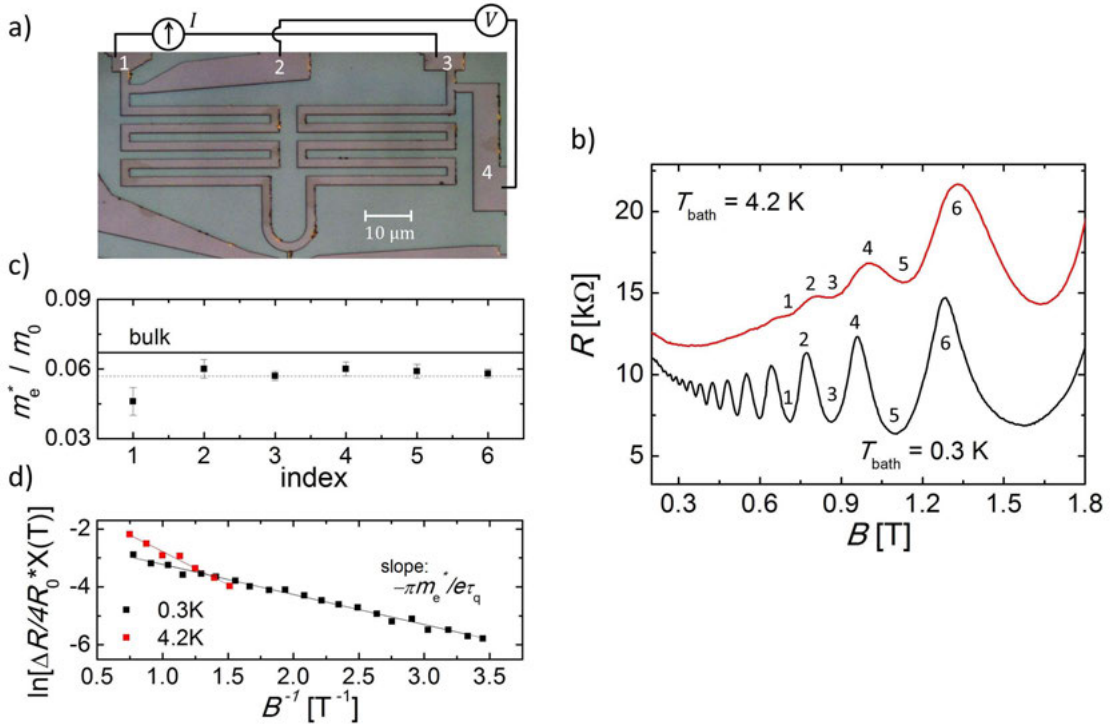 a)
I
V
1
2
3
4
10 μm
b)
T_bath = 4.2 K
20
15
10
5
R [kΩ]
1
2
3
4
5
6
1
2
3
4
5
6
T_bath = 0.3 K
0.3
0.6
0.9
1.2
1.5
1.8
B [T]
c)
0.09
0.06
0.03
m_e^* / m_0
bulk
1
2
3
4
5
6
index
d)
-2
-4
-6
ln[ΔR/4R_0*X(T)]
slope:
−πm_e^*/eτ_q
0.3K
4.2K
0.5
1.0
1.5
2.0
2.5
3.0
3.5
B^-1 [T^-1]